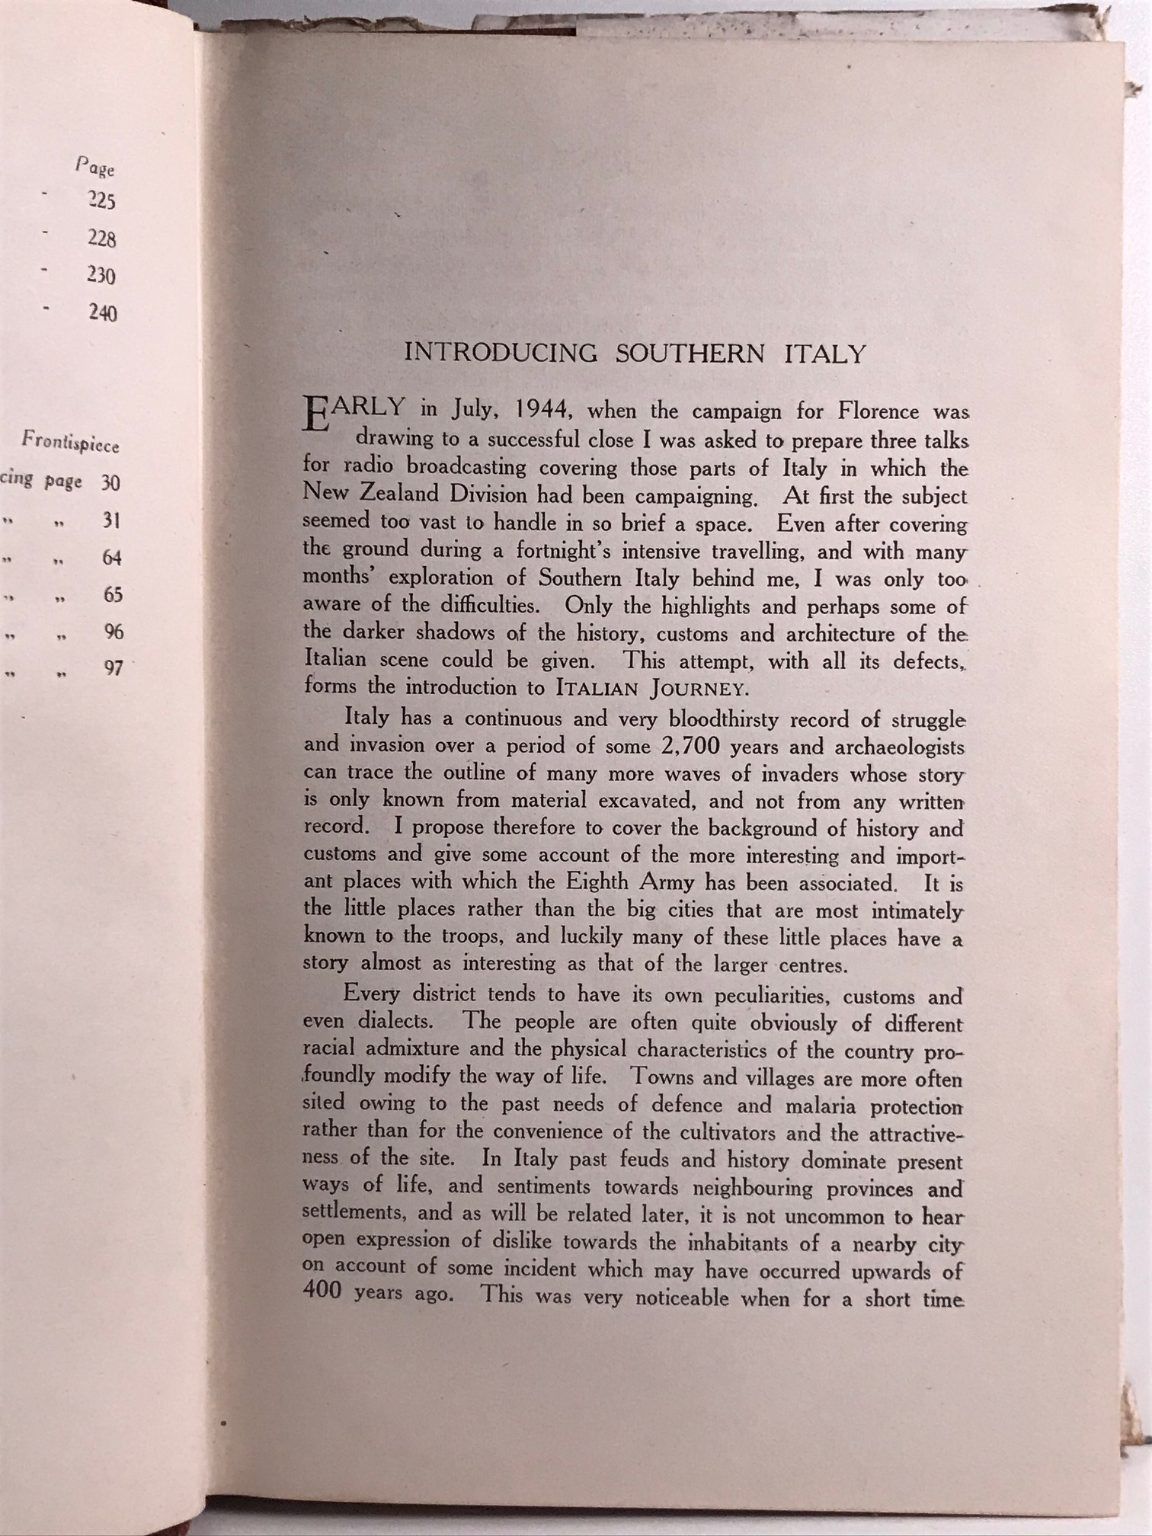 Page
- 225
- 228
- 230
- 240
Frontispiece
cing page 30
„ „ 31
„ „ 64
„ „ 65
„ „ 96
„ „ 97
INTRODUCING SOUTHERN ITALY
EARLY in July, 1944, when the campaign for Florence was
drawing to a successful close I was asked to prepare three talks
for radio broadcasting covering those parts of Italy in which the
New Zealand Division had been campaigning. At first the subject
seemed too vast to handle in so brief a space. Even after covering
the ground during a fortnight's intensive travelling, and with many
months' exploration of Southern Italy behind me, I was only too
aware of the difficulties. Only the highlights and perhaps some of
the darker shadows of the history, customs and architecture of the
Italian scene could be given. This attempt, with all its defects,
forms the introduction to ITALIAN JOURNEY.
Italy has a continuous and very bloodthirsty record of struggle
and invasion over a period of some 2,700 years and archaeologists
can trace the outline of many more waves of invaders whose story
is only known from material excavated, and not from any written
record. I propose therefore to cover the background of history and
customs and give some account of the more interesting and import-
ant places with which the Eighth Army has been associated. It is
the little places rather than the big cities that are most intimately
known to the troops, and luckily many of these little places have a
story almost as interesting as that of the larger centres.
Every district tends to have its own peculiarities, customs and
even dialects. The people are often quite obviously of different
racial admixture and the physical characteristics of the country pro-
foundly modify the way of life. Towns and villages are more often
sited owing to the past needs of defence and malaria protection
rather than for the convenience of the cultivators and the attractive-
ness of the site. In Italy past feuds and history dominate present
ways of life, and sentiments towards neighbouring provinces and
settlements, and as will be related later, it is not uncommon to hear
open expression of dislike towards the inhabitants of a nearby city
on account of some incident which may have occurred upwards of
400 years ago. This was very noticeable when for a short time